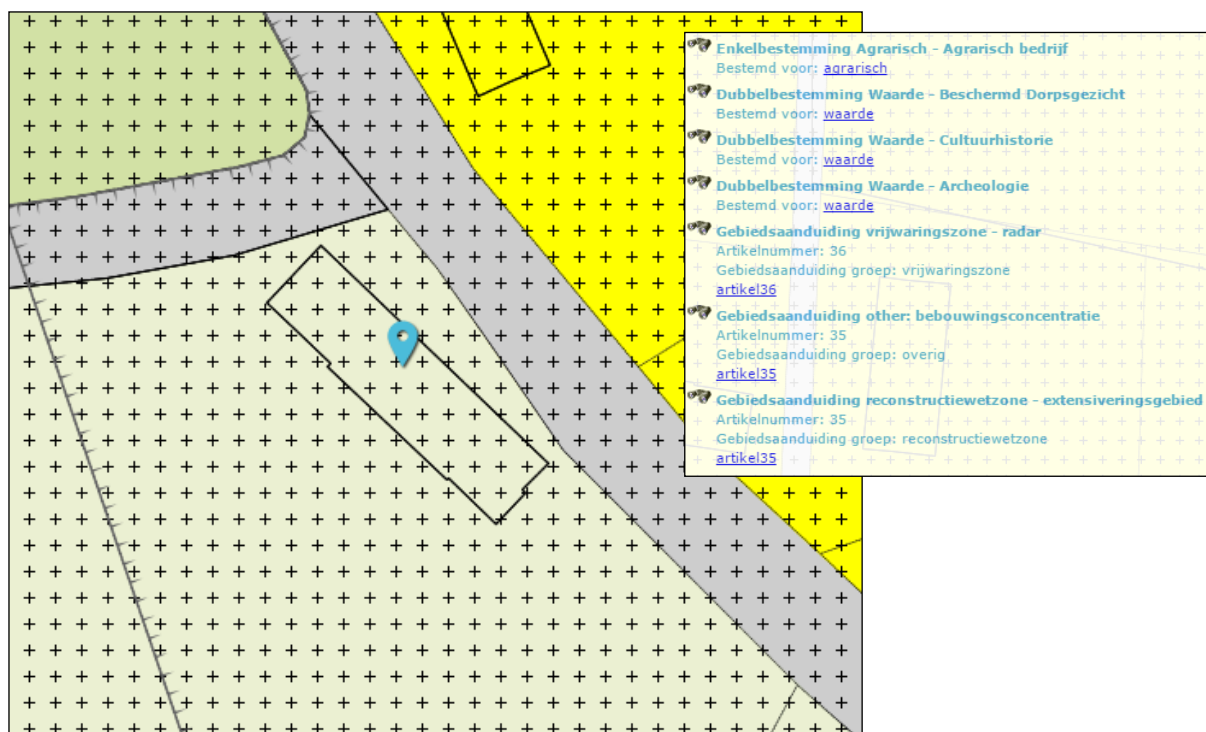 Enkelbestemming Agrarisch - Agrarisch bedrijf
Bestemd voor: agrarisch
Dubbelbestemming Waarde - Beschermd Dorpsgezicht
Bestemd voor: waarde
Dubbelbestemming Waarde - Cultuurhistorie
Bestemd voor: waarde
Dubbelbestemming Waarde - Archeologie
Bestemd voor: waarde
Gebiedsaanduiding vrijwaringszone - radar
Artikelnummer: 36
Gebiedsaanduiding groep: vrijwaringszone
artikel36
Gebiedsaanduiding other: bebouwingsconcentratie
Artikelnummer: 35
Gebiedsaanduiding groep: overig
artikel35
Gebiedsaanduiding reconstructiewetzone - extensiveringsgebied
Artikelnummer: 35
Gebiedsaanduiding groep: reconstructiewetzone
artikel35